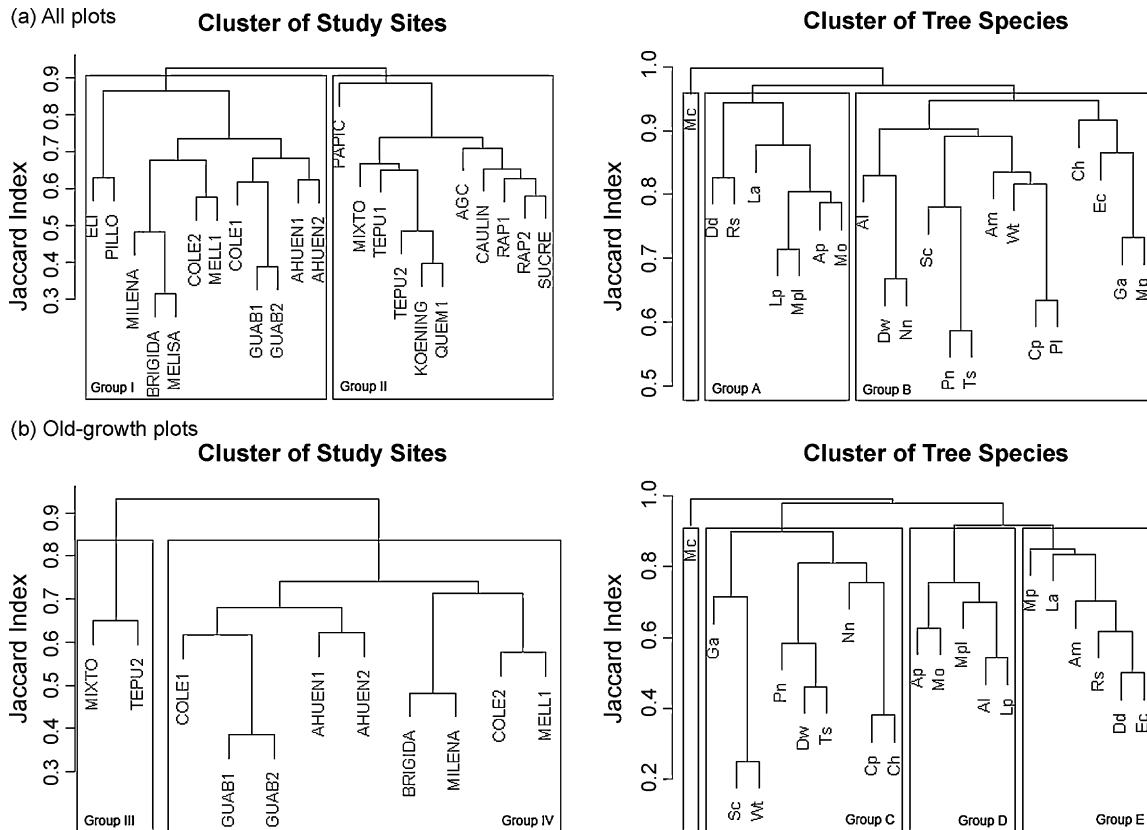 (a) All plots
Cluster of Study Sites
Cluster of Tree Species
Jaccard Index
0.9
0.8
0.7
0.6
0.5
0.4
0.3
ELI
PILLO
MILENA
BRIGIDA
MELISA
COLE2
MELL1
COLE1
GUAB1
GUAB2
AHUEN1
AHUEN2
Group I
PAPIC
MIXTO
TEPU1
TEPU2
KOENING
QUEM1
AGC
CAULIN
RAP1
RAP2
SUCRE
Group II
Jaccard Index
1.0
0.9
0.8
0.7
0.6
0.5
Mc
Dd
Rs
La
Lp
Mpl
Ap
Mo
Group A
Al
Dw
Nn
Sc
Pn
Ts
Am
Wt
Cp
Pl
Ch
Ec
Ga
Mp
Group B
(b) Old-growth plots
Cluster of Study Sites
Cluster of Tree Species
Jaccard Index
0.9
0.8
0.7
0.6
0.5
0.4
0.3
MIXTO
TEPU2
Group III
COLE1
GUAB1
GUAB2
AHUEN1
AHUEN2
BRIGIDA
MILENA
COLE2
MELL1
Group IV
Jaccard Index
1.0
0.8
0.6
0.4
0.2
Mc
Ga
Sc
Wt
Pn
Dw
Ts
Nn
Cp
Ch
Group C
Ap
Mo
Mpl
Al
Lp
Group D
Mp
La
Am
Rs
Dd
Ec
Group E